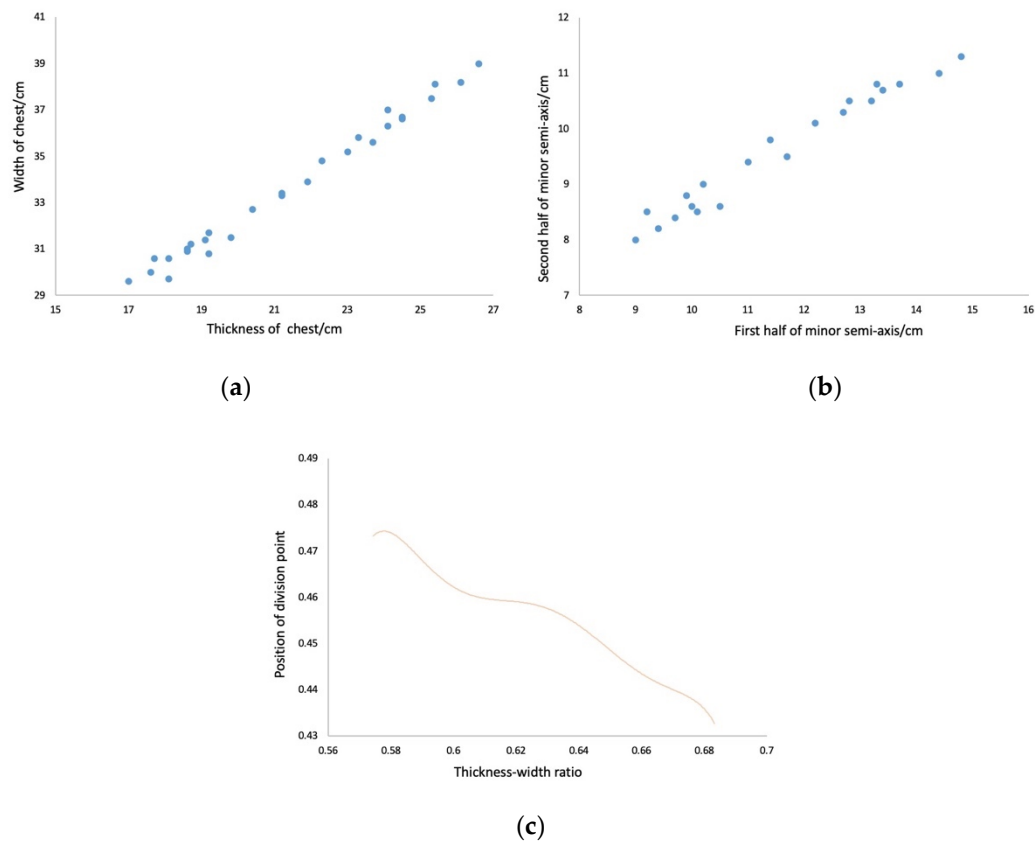 41
39
37
35
33
31
29
15 17 19 21 23 25 27
Width of chest/cm
Thickness of chest/cm
(a)
12
11
10
9
8
7
8 9 10 11 12 13 14 15 16
Second half of minor semi-axis/cm
First half of minor semi-axis/cm
(b)
0.49
0.48
0.47
0.46
0.45
0.44
0.43
0.56 0.58 0.6 0.62 0.64 0.66 0.68 0.7
Position of division point
Thickness-width ratio
(c)